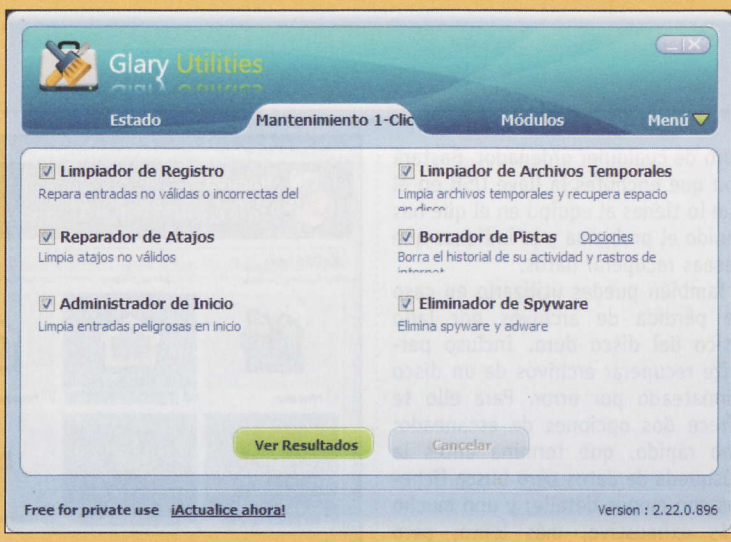 Glary Utilities
Estado
Mantenimiento 1-Clic
Módulos
Menú
Limpiador de Registro
Repara entradas no válidas o incorrectas del
Limpiador de Archivos Temporales
Limpia archivos temporales y recupera espacio
en disco
Reparador de Atajos
Limpia atajos no válidos
Borrador de Pistas Opciones
Borra el historial de su actividad y rastros de
internet
Administrador de Inicio
Limpia entradas peligrosas en inicio
Eliminador de Spyware
Elimina spyware y adware
Ver Resultados
Cancelar
Free for private use ¡Actualice ahora!
Version : 2.22.0.896